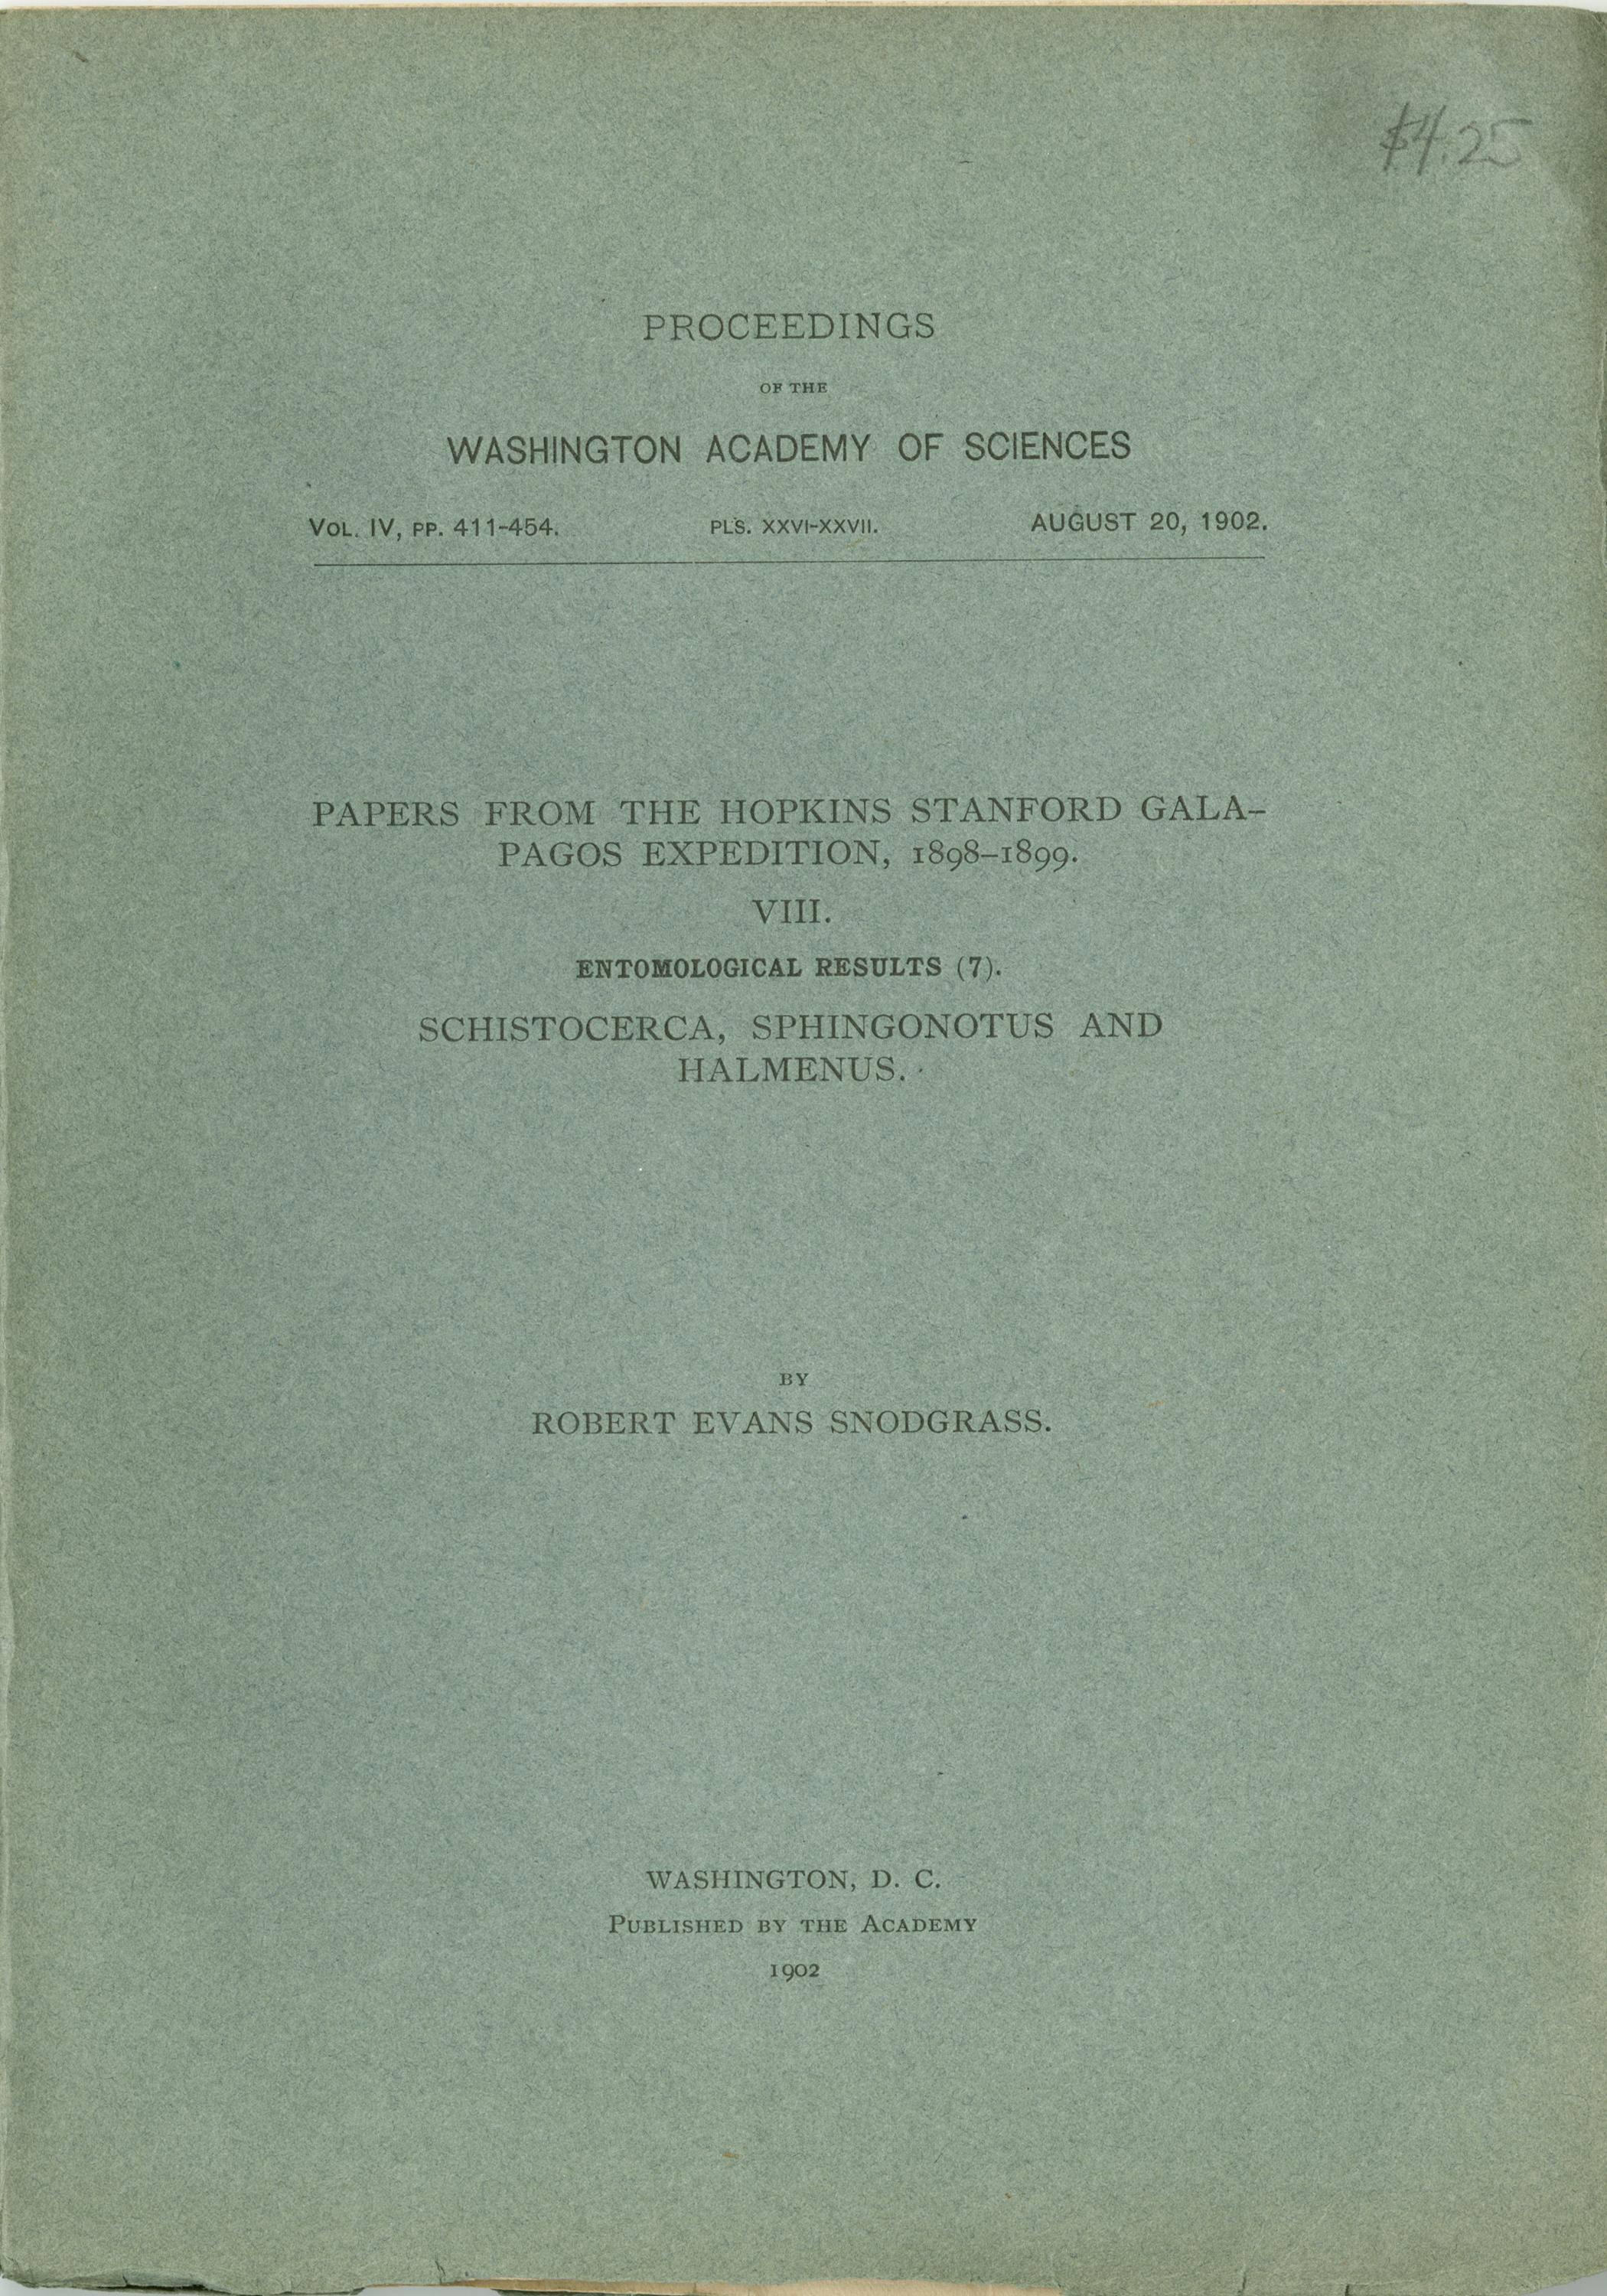 $4.25
PROCEEDINGS
OF THE
WASHINGTON ACADEMY OF SCIENCES
VOL. IV, PP. 411-454. PLS. XXVI-XXVII. AUGUST 20, 1902.
PAPERS FROM THE HOPKINS STANFORD GALA-
PAGOS EXPEDITION, 1898–1899.
VIII.
ENTOMOLOGICAL RESULTS (7).
SCHISTOCERCA, SPHINGONOTUS AND
HALMENUS.
BY
ROBERT EVANS SNODGRASS.
WASHINGTON, D. C.
PUBLISHED BY THE ACADEMY
1902